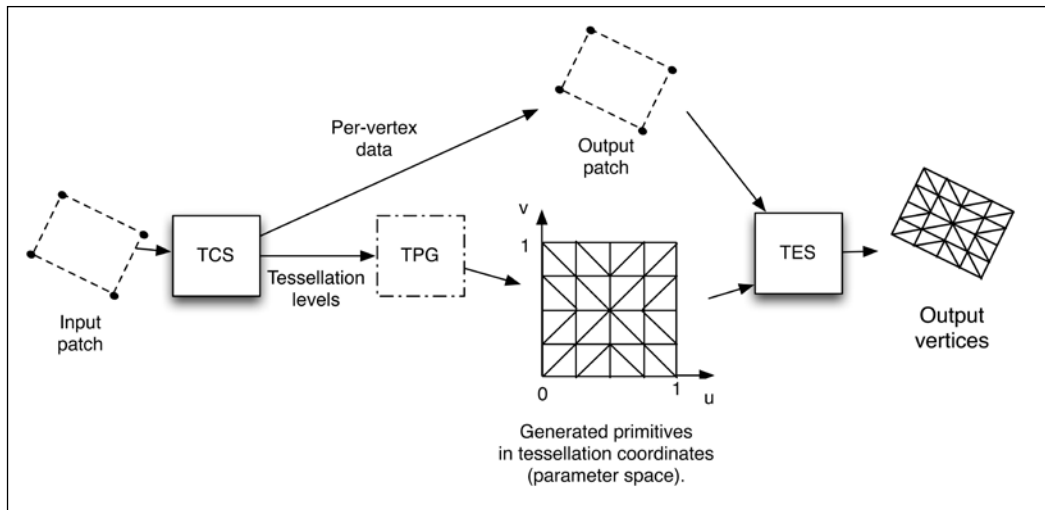 Per-vertex
data
Output
patch
Input
patch
TCS
Tessellation
levels
TPG
v
1
0
1
u
Generated primitives
in tessellation coordinates
(parameter space).
TES
Output
vertices